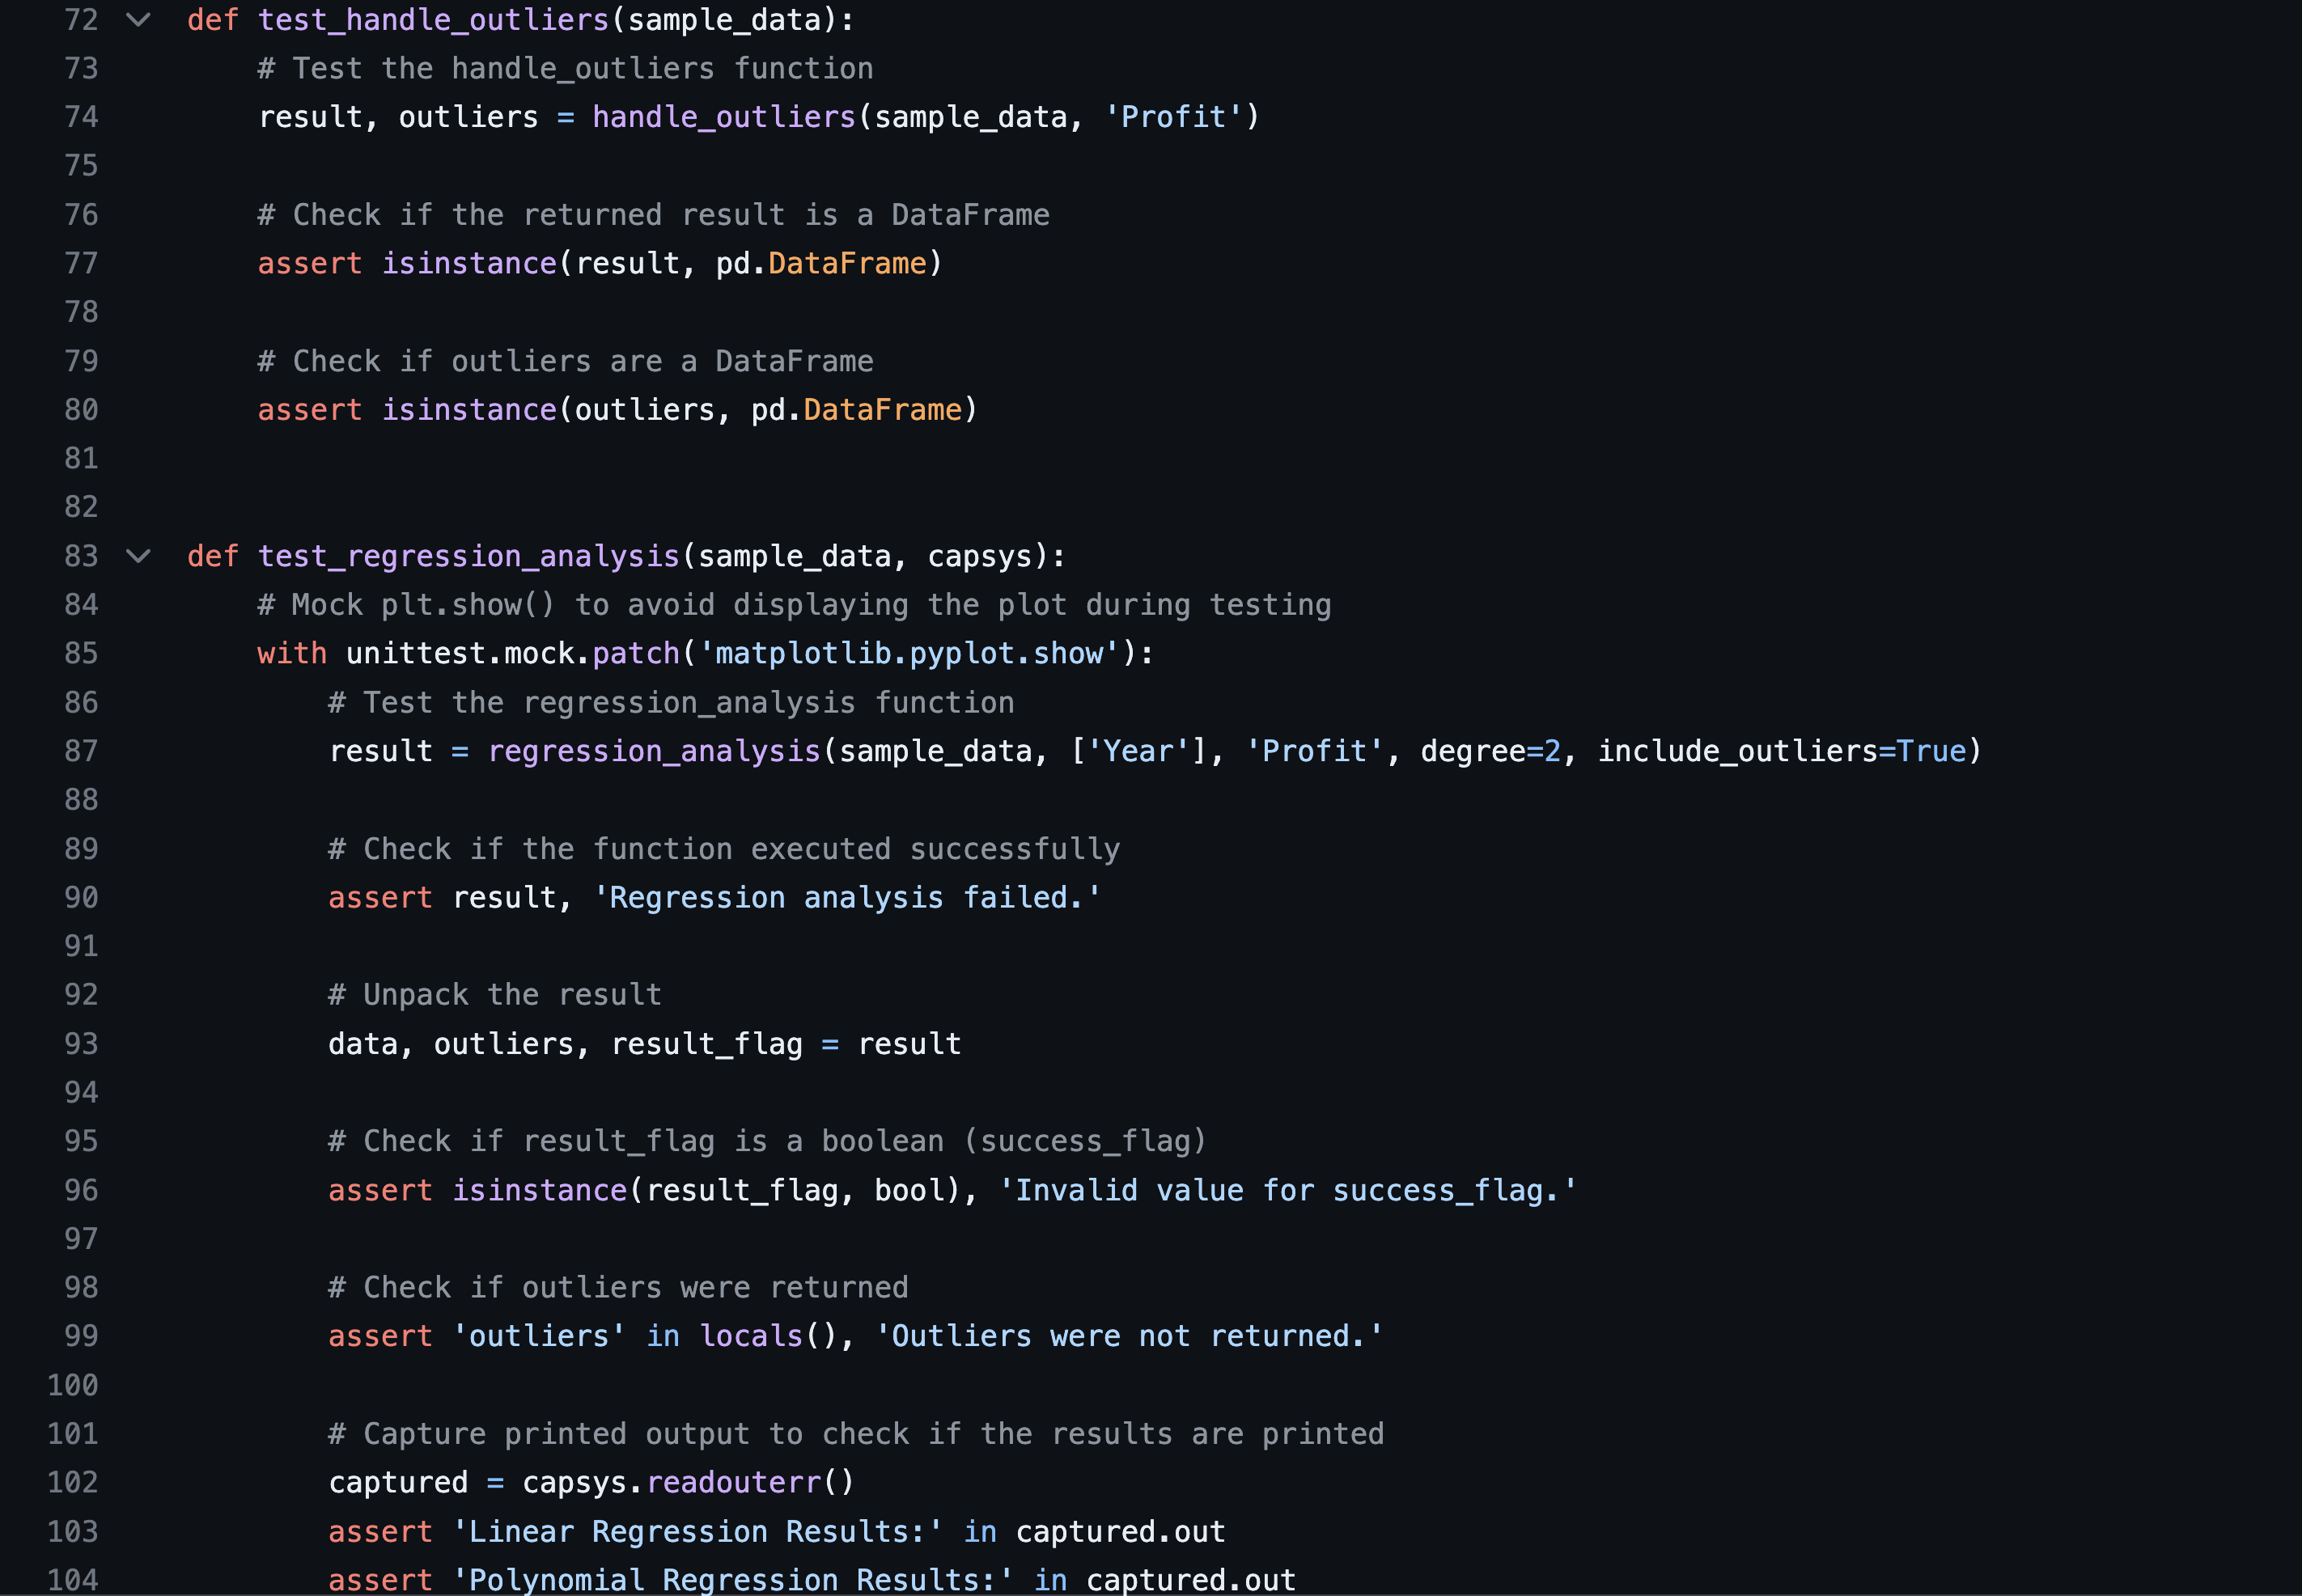 72 def test_handle_outliers(sample_data):
73 # Test the handle_outliers function
74 result, outliers = handle_outliers(sample_data, 'Profit')
75
76 # Check if the returned result is a DataFrame
77 assert isinstance(result, pd.DataFrame)
78
79 # Check if outliers are a DataFrame
80 assert isinstance(outliers, pd.DataFrame)
81
82
83 def test_regression_analysis(sample_data, capsys):
84 # Mock plt.show() to avoid displaying the plot during testing
85 with unittest.mock.patch('matplotlib.pyplot.show'):
86 # Test the regression_analysis function
87 result = regression_analysis(sample_data, ['Year'], 'Profit', degree=2, include_outliers=True)
88
89 # Check if the function executed successfully
90 assert result, 'Regression analysis failed.'
91
92 # Unpack the result
93 data, outliers, result_flag = result
94
95 # Check if result_flag is a boolean (success_flag)
96 assert isinstance(result_flag, bool), 'Invalid value for success_flag.'
97
98 # Check if outliers were returned
99 assert 'outliers' in locals(), 'Outliers were not returned.'
100
101 # Capture printed output to check if the results are printed
102 captured = capsys.readouterr()
103 assert 'Linear Regression Results:' in captured.out
104 assert 'Polynomial Regression Results:' in captured.out